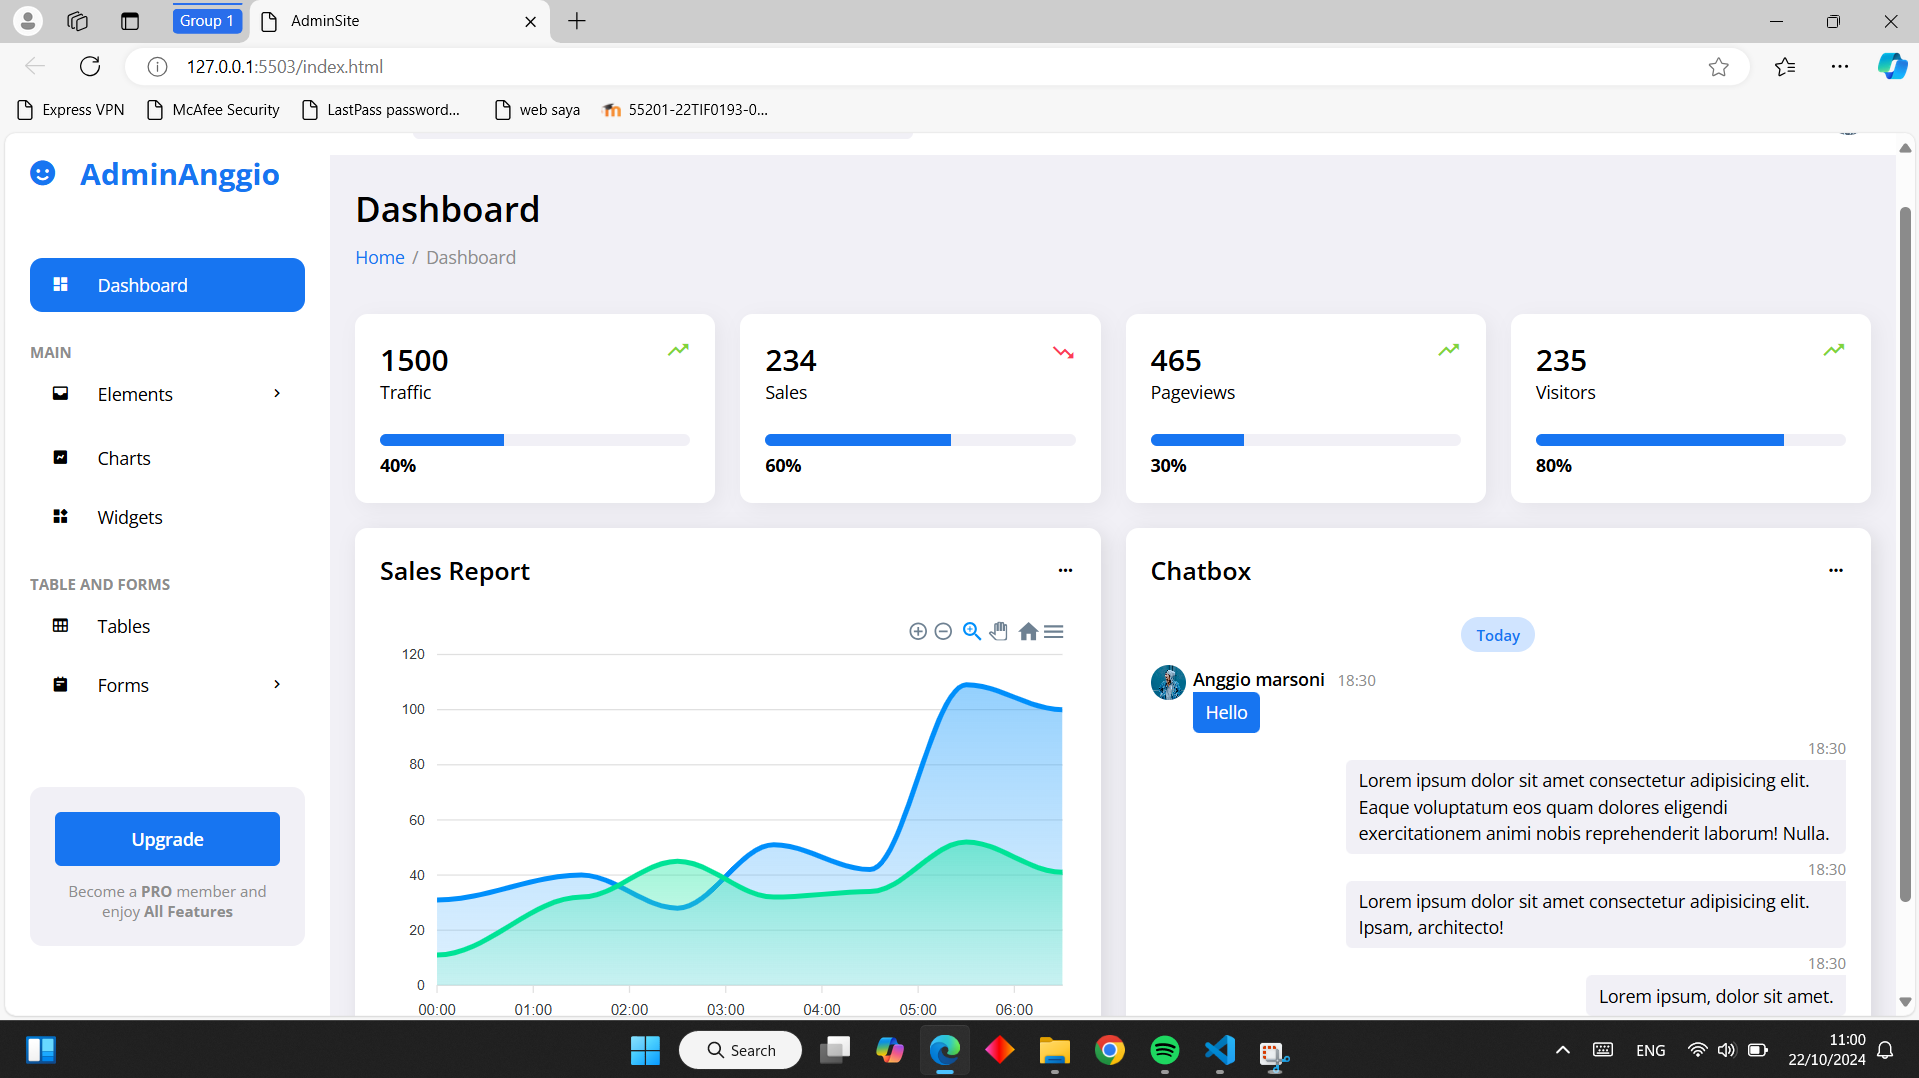 Group 1
AdminSite
127.0.0.1:5503/index.html
Express VPN
McAfee Security
LastPass password...
web saya
55201-22TIF0193-0...
AdminAnggio
Dashboard
MAIN
Elements
Charts
Widgets
TABLE AND FORMS
Tables
Forms
Upgrade
Become a PRO member and
enjoy All Features
Dashboard
Home / Dashboard
1500
Traffic
40%
234
Sales
60%
465
Pageviews
30%
235
Visitors
80%
Sales Report
120
100
80
60
40
20
0
00:00 01:00 02:00 03:00 04:00 05:00 06:00
Chatbox
Today
Anggio marsoni 18:30
Hello
18:30
Lorem ipsum dolor sit amet consectetur adipisicing elit.
Eaque voluptatum eos quam dolores eligendi
exercitationem animi nobis reprehenderit laborum! Nulla.
18:30
Lorem ipsum dolor sit amet consectetur adipisicing elit.
Ipsam, architecto!
18:30
Lorem ipsum, dolor sit amet.
Search
ENG
11:00
22/10/2024